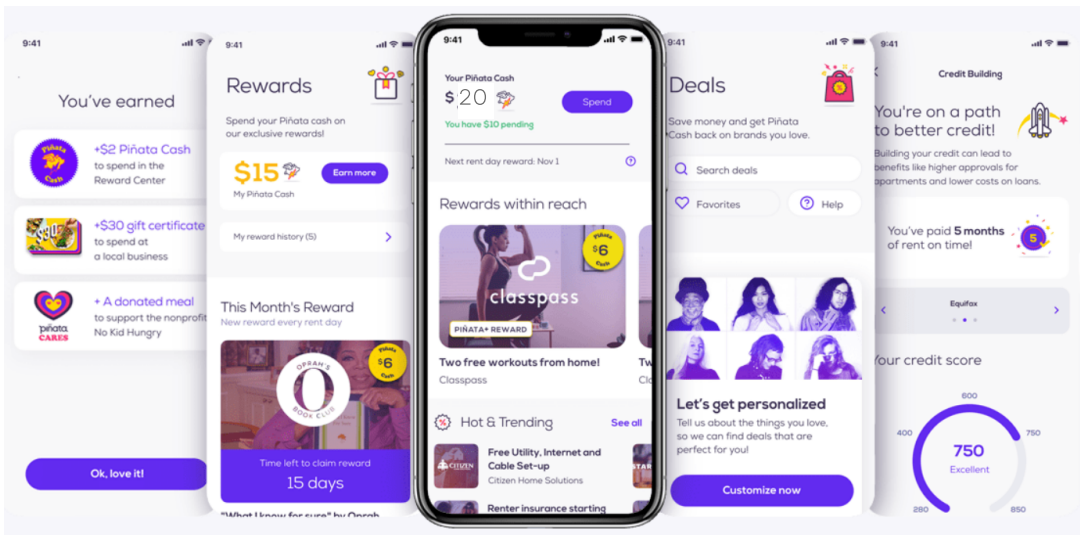 9:41
You've earned
Piñata
Cash
+$2 Piñata Cash
to spend in the
Reward Center
$30
+$30 gift certificate
to spend at
a local business
piñata
CARES
+ A donated meal
to support the nonprofit
No Kid Hungry
Ok, love it!
9:41
Rewards
Spend your Piñata cash on
our exclusive rewards!
$15
My Piñata Cash
Earn more
My reward history (5)
This Month's Reward
New reward every rent day
OPRAH'S
O
BOOK CLUB
Piñata
$6
Coin
Time left to claim reward
15 days
"What I know for sure" by Oprah
9:41
Your Piñata Cash
$ 20
Spend
You have $10 pending
Next rent day reward: Nov 1
?
Rewards within reach
Piñata
$6
Coin
classpass
PIÑATA+ REWARD
Two free workouts from home!
Classpass
Tw
Cla
%
Hot & Trending
See all
CITIZEN
Free Utility, Internet and
Cable Set-up
Citizen Home Solutions
STAR
Renter insurance starting
9:41
Deals
%
Save money and get Piñata
Cash back on brands you love.
Search deals
Favorites
? Help
Let's get personalized
Tell us about the things you love,
so we can find deals that are
perfect for you!
Customize now
9:41
Credit Building
You're on a path
to better credit!
Building your credit can lead to
benefits like higher approvals for
apartments and lower costs on loans.
You've paid 5 months
of rent on time!
5
Equifax
Your credit score
600
400
750
750
Excellent
280
850